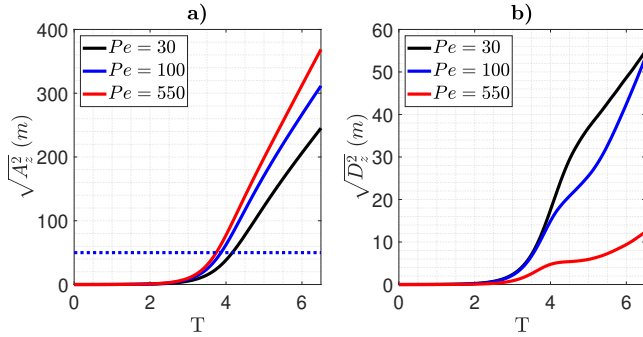 a)
400
300
200
100
0
√A_z^2 (m)
Pe = 30
Pe = 100
Pe = 550
0
2
4
6
T
b)
60
50
40
30
20
10
0
√D_z^2 (m)
Pe = 30
Pe = 100
Pe = 550
0
2
4
6
T